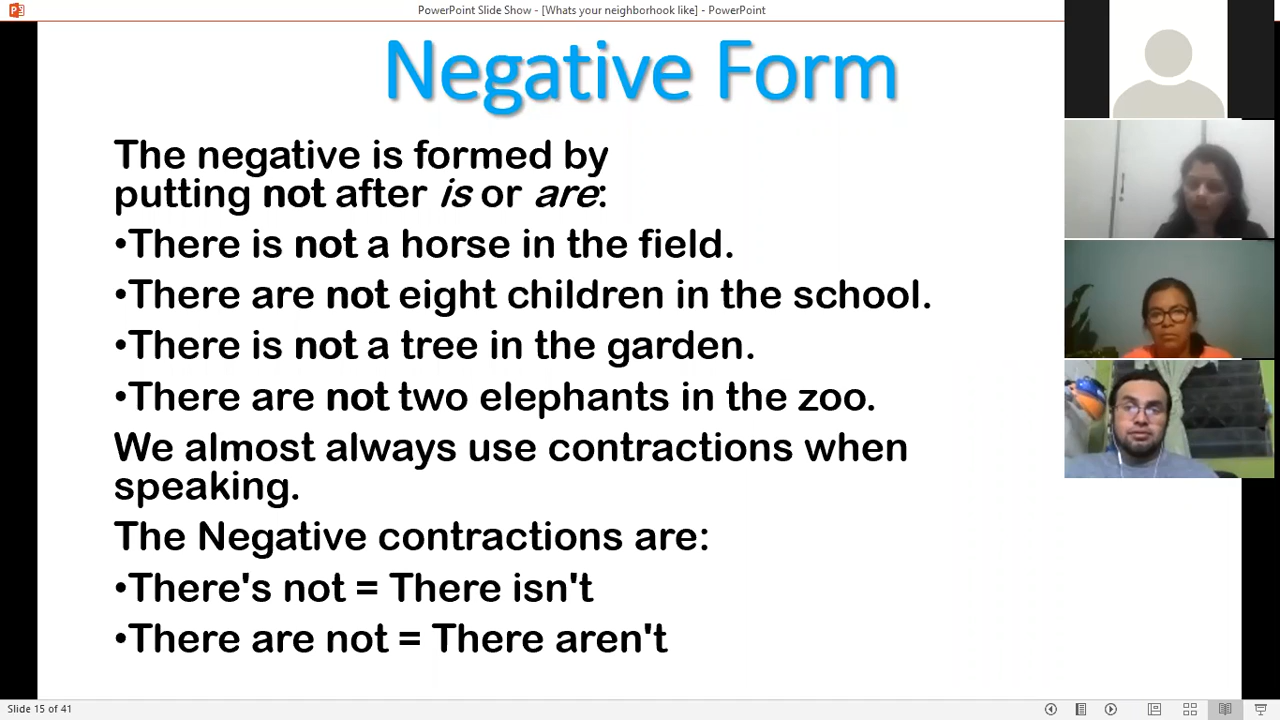 PowerPoint Slide Show - [Whats your neighborhook like] - PowerPoint
Negative Form
The negative is formed by
putting not after is or are:
•There is not a horse in the field.
•There are not eight children in the school.
•There is not a tree in the garden.
•There are not two elephants in the zoo.
We almost always use contractions when
speaking.
The Negative contractions are:
•There's not = There isn't
•There are not = There aren't
Slide 15 of 41